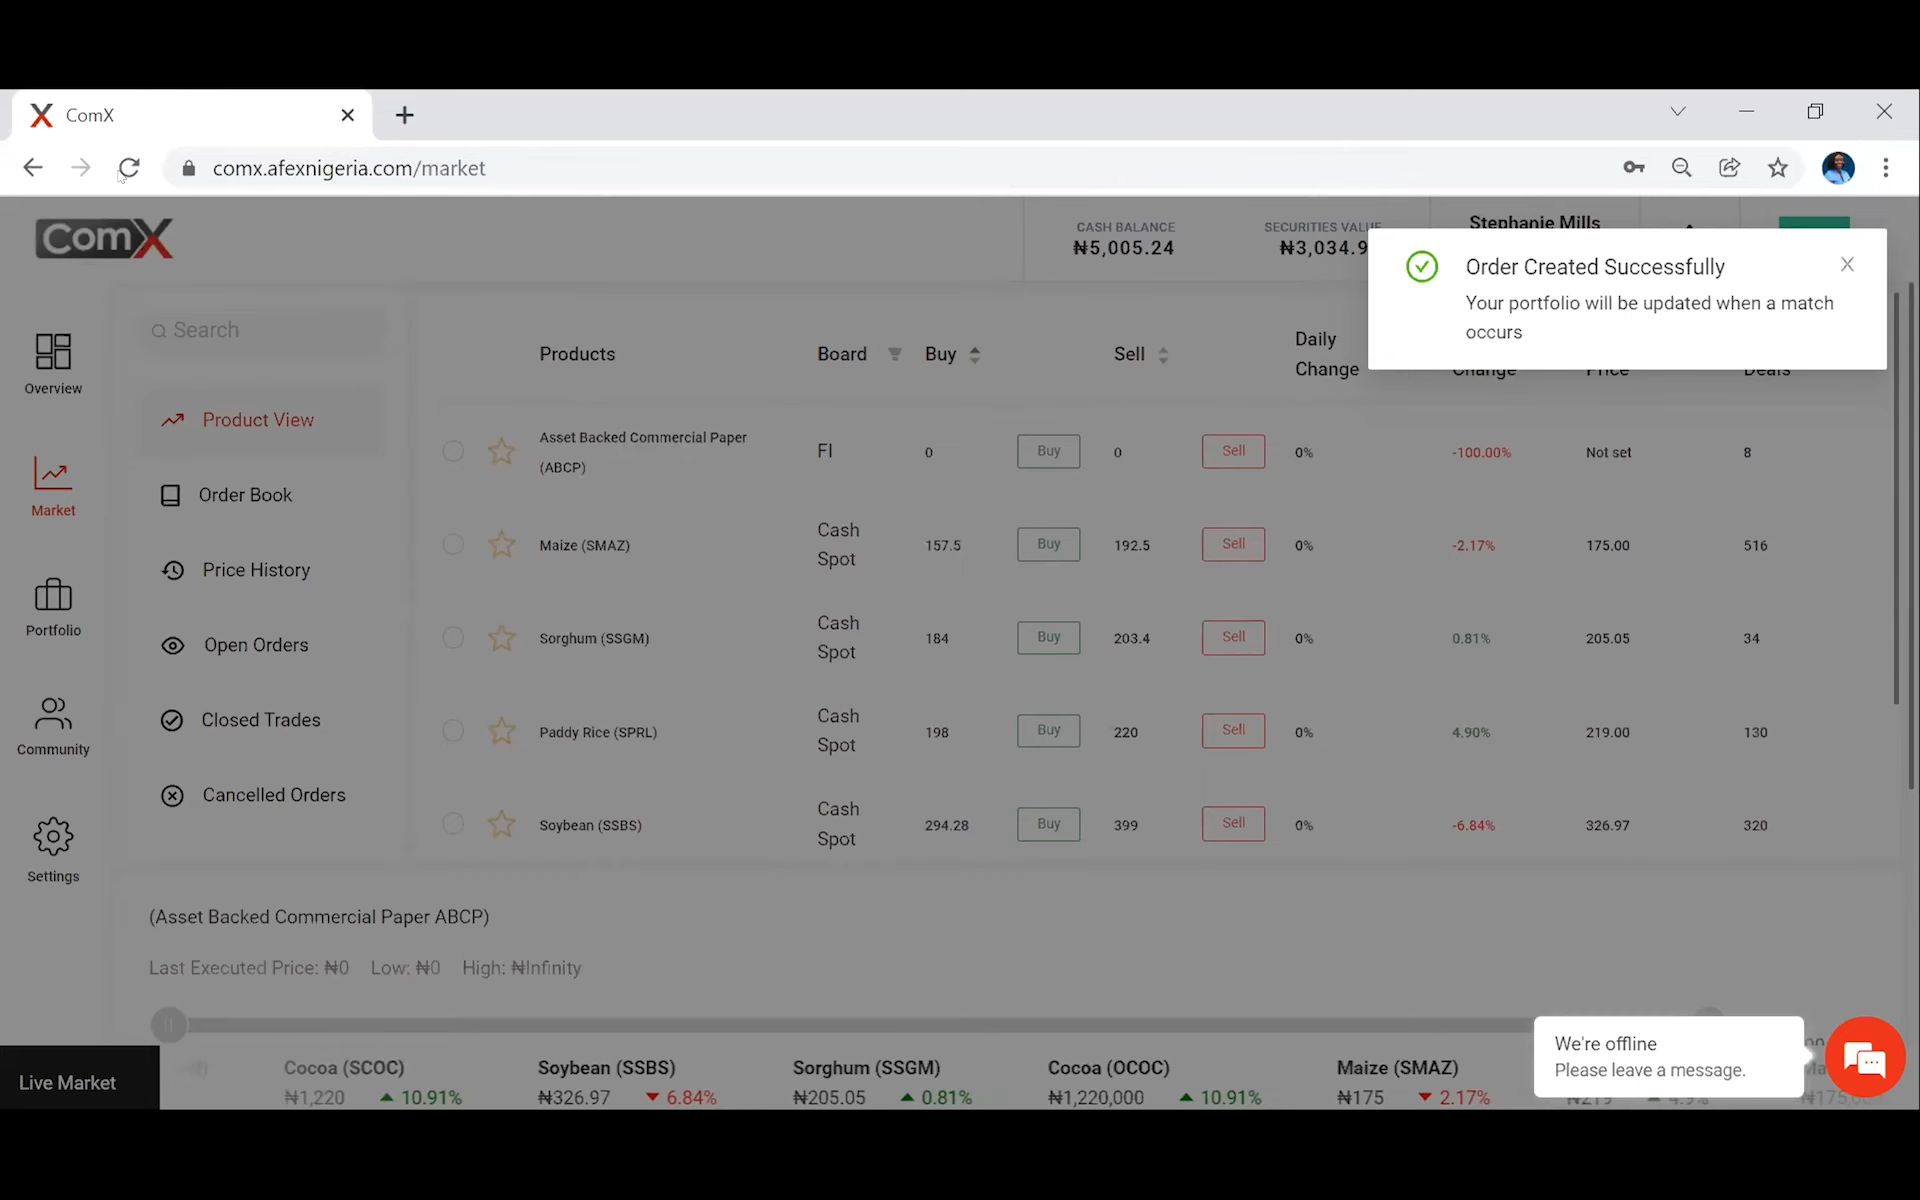 ComX
comx.afexnigeria.com/market
ComX
CASH BALANCE
₦5,005.24
SECURITIES VALUE
₦3,034.9
Stephanie Mills
Order Created Successfully
Your portfolio will be updated when a match
occurs
Overview
Market
Portfolio
Community
Settings
Search
Product View
Order Book
Price History
Open Orders
Closed Trades
Cancelled Orders
Products Board Buy Sell Daily Change Change Price Deals
Asset Backed Commercial Paper
(ABCP)
FI 0 Buy 0 Sell 0% -100.00% Not set 8
Maize (SMAZ) Cash Spot 157.5 Buy 192.5 Sell 0% -2.17% 175.00 516
Sorghum (SSGM) Cash Spot 184 Buy 203.4 Sell 0% 0.81% 205.05 34
Paddy Rice (SPRL) Cash Spot 198 Buy 220 Sell 0% 4.90% 219.00 130
Soybean (SSBS) Cash Spot 294.28 Buy 399 Sell 0% -6.84% 326.97 320
(Asset Backed Commercial Paper ABCP)
Last Executed Price: ₦0 Low: ₦0 High: ₦Infinity
Live Market
Cocoa (SCOC)
₦1,220 10.91%
Soybean (SSBS)
₦326.97 6.84%
Sorghum (SSGM)
₦205.05 0.81%
Cocoa (OCOC)
₦1,220,000 10.91%
Maize (SMAZ)
₦175 2.17%
₦219 4.9%
We're offline
Please leave a message.